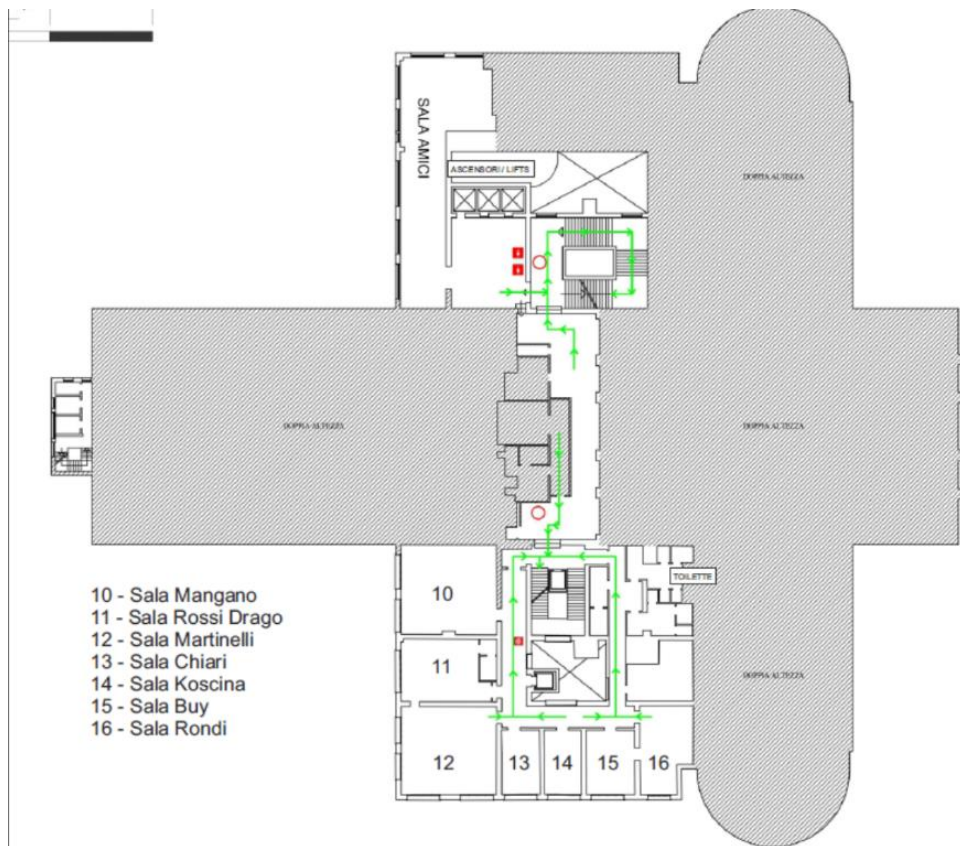 SALA AMICI
ASCENSORI / LIFTS
DOPPIA ALTEZZA
DOPPIA ALTEZZA
DOPPIA ALTEZZA
TOILETTE
10 - Sala Mangano
11 - Sala Rossi Drago
12 - Sala Martinelli
13 - Sala Chiari
14 - Sala Koscina
15 - Sala Buy
16 - Sala Rondi
10
11
DOPPIA ALTEZZA
12
13
14
15
16